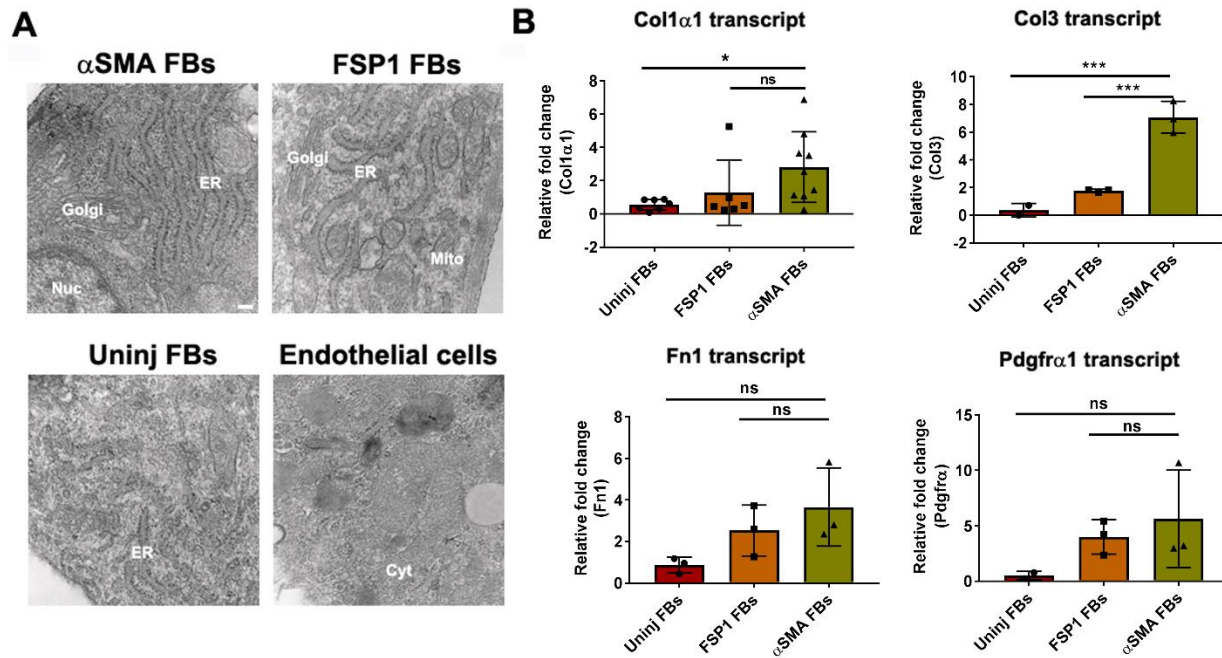 A
αSMA FBs
FSP1 FBs
ER
Golgi
Nuc
Golgi
ER
Mito
Uninj FBs
Endothelial cells
ER
Cyt
B
Col1α1 transcript
Relative fold change
(Col1α1)
8
6
4
2
0
-2
*
ns
Uninj FBs
FSP1 FBs
αSMA FBs
Col3 transcript
Relative fold change
(Col3)
10
8
6
4
2
0
-2
***
***
Uninj FBs
FSP1 FBs
αSMA FBs
Fn1 transcript
Relative fold change
(Fn1)
8
6
4
2
0
ns
ns
Uninj FBs
FSP1 FBs
αSMA FBs
Pdgfrα1 transcript
Relative fold change
(Pdgfrα)
15
10
5
0
ns
ns
Uninj FBs
FSP1 FBs
αSMA FBs